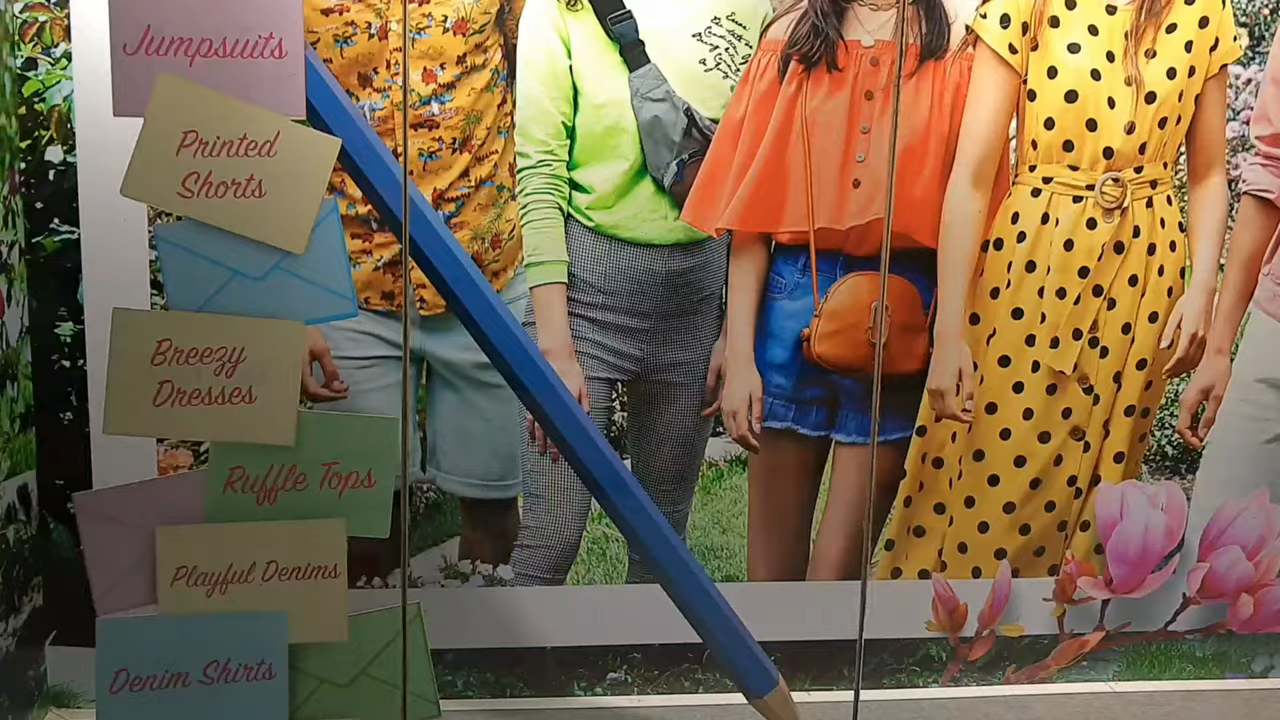 Jumpsuits
Printed
Shorts
Breezy
Dresses
Ruffle Tops
Playful Denims
Denim Shirts